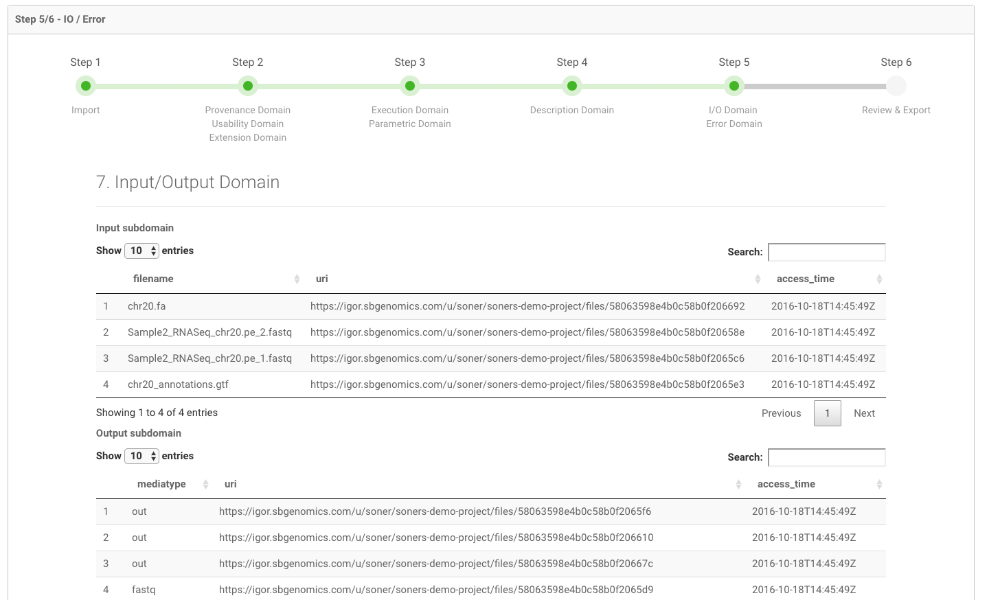 Step 5/6 - IO / Error
Step 1 Step 2 Step 3 Step 4 Step 5 Step 6
Import Provenance Domain Execution Domain Description Domain I/O Domain Review & Export
Usability Domain Parametric Domain Error Domain
Extension Domain
7. Input/Output Domain
Input subdomain
Show 10 entries Search:
filename uri access_time
1 chr20.fa https://igor.sbgenomics.com/u/soner/soners-demo-project/files/58063598e4b0c58b0f206692 2016-10-18T14:45:49Z
2 Sample2_RNASeq_chr20.pe_2.fastq https://igor.sbgenomics.com/u/soner/soners-demo-project/files/58063598e4b0c58b0f20658e 2016-10-18T14:45:49Z
3 Sample2_RNASeq_chr20.pe_1.fastq https://igor.sbgenomics.com/u/soner/soners-demo-project/files/58063598e4b0c58b0f2065c6 2016-10-18T14:45:49Z
4 chr20_annotations.gtf https://igor.sbgenomics.com/u/soner/soners-demo-project/files/58063598e4b0c58b0f2065e3 2016-10-18T14:45:49Z
Showing 1 to 4 of 4 entries Previous 1 Next
Output subdomain
Show 10 entries Search:
mediatype uri access_time
1 out https://igor.sbgenomics.com/u/soner/soners-demo-project/files/58063598e4b0c58b0f2065f6 2016-10-18T14:45:49Z
2 out https://igor.sbgenomics.com/u/soner/soners-demo-project/files/58063598e4b0c58b0f206610 2016-10-18T14:45:49Z
3 out https://igor.sbgenomics.com/u/soner/soners-demo-project/files/58063598e4b0c58b0f20667c 2016-10-18T14:45:49Z
4 fastq https://igor.sbgenomics.com/u/soner/soners-demo-project/files/58063598e4b0c58b0f2065d9 2016-10-18T14:45:49Z